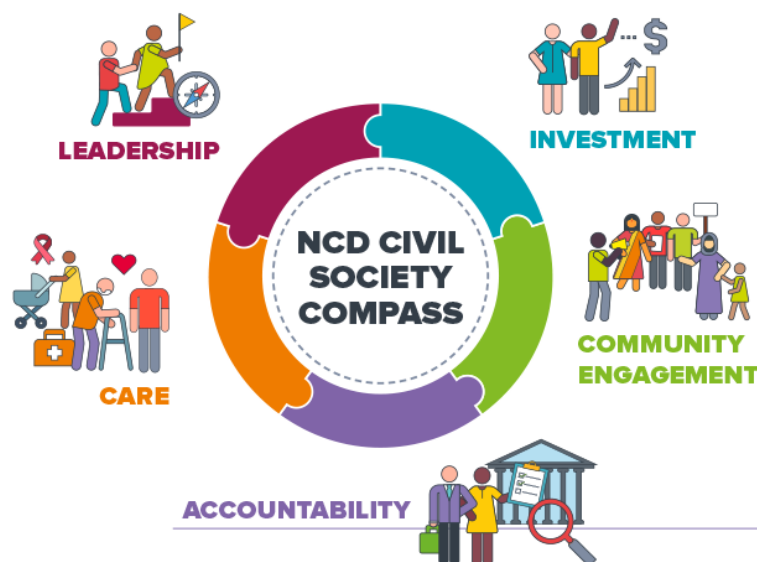 LEADERSHIP
INVESTMENT
$
NCD CIVIL
SOCIETY
COMPASS
COMMUNITY
ENGAGEMENT
CARE
ACCOUNTABILITY